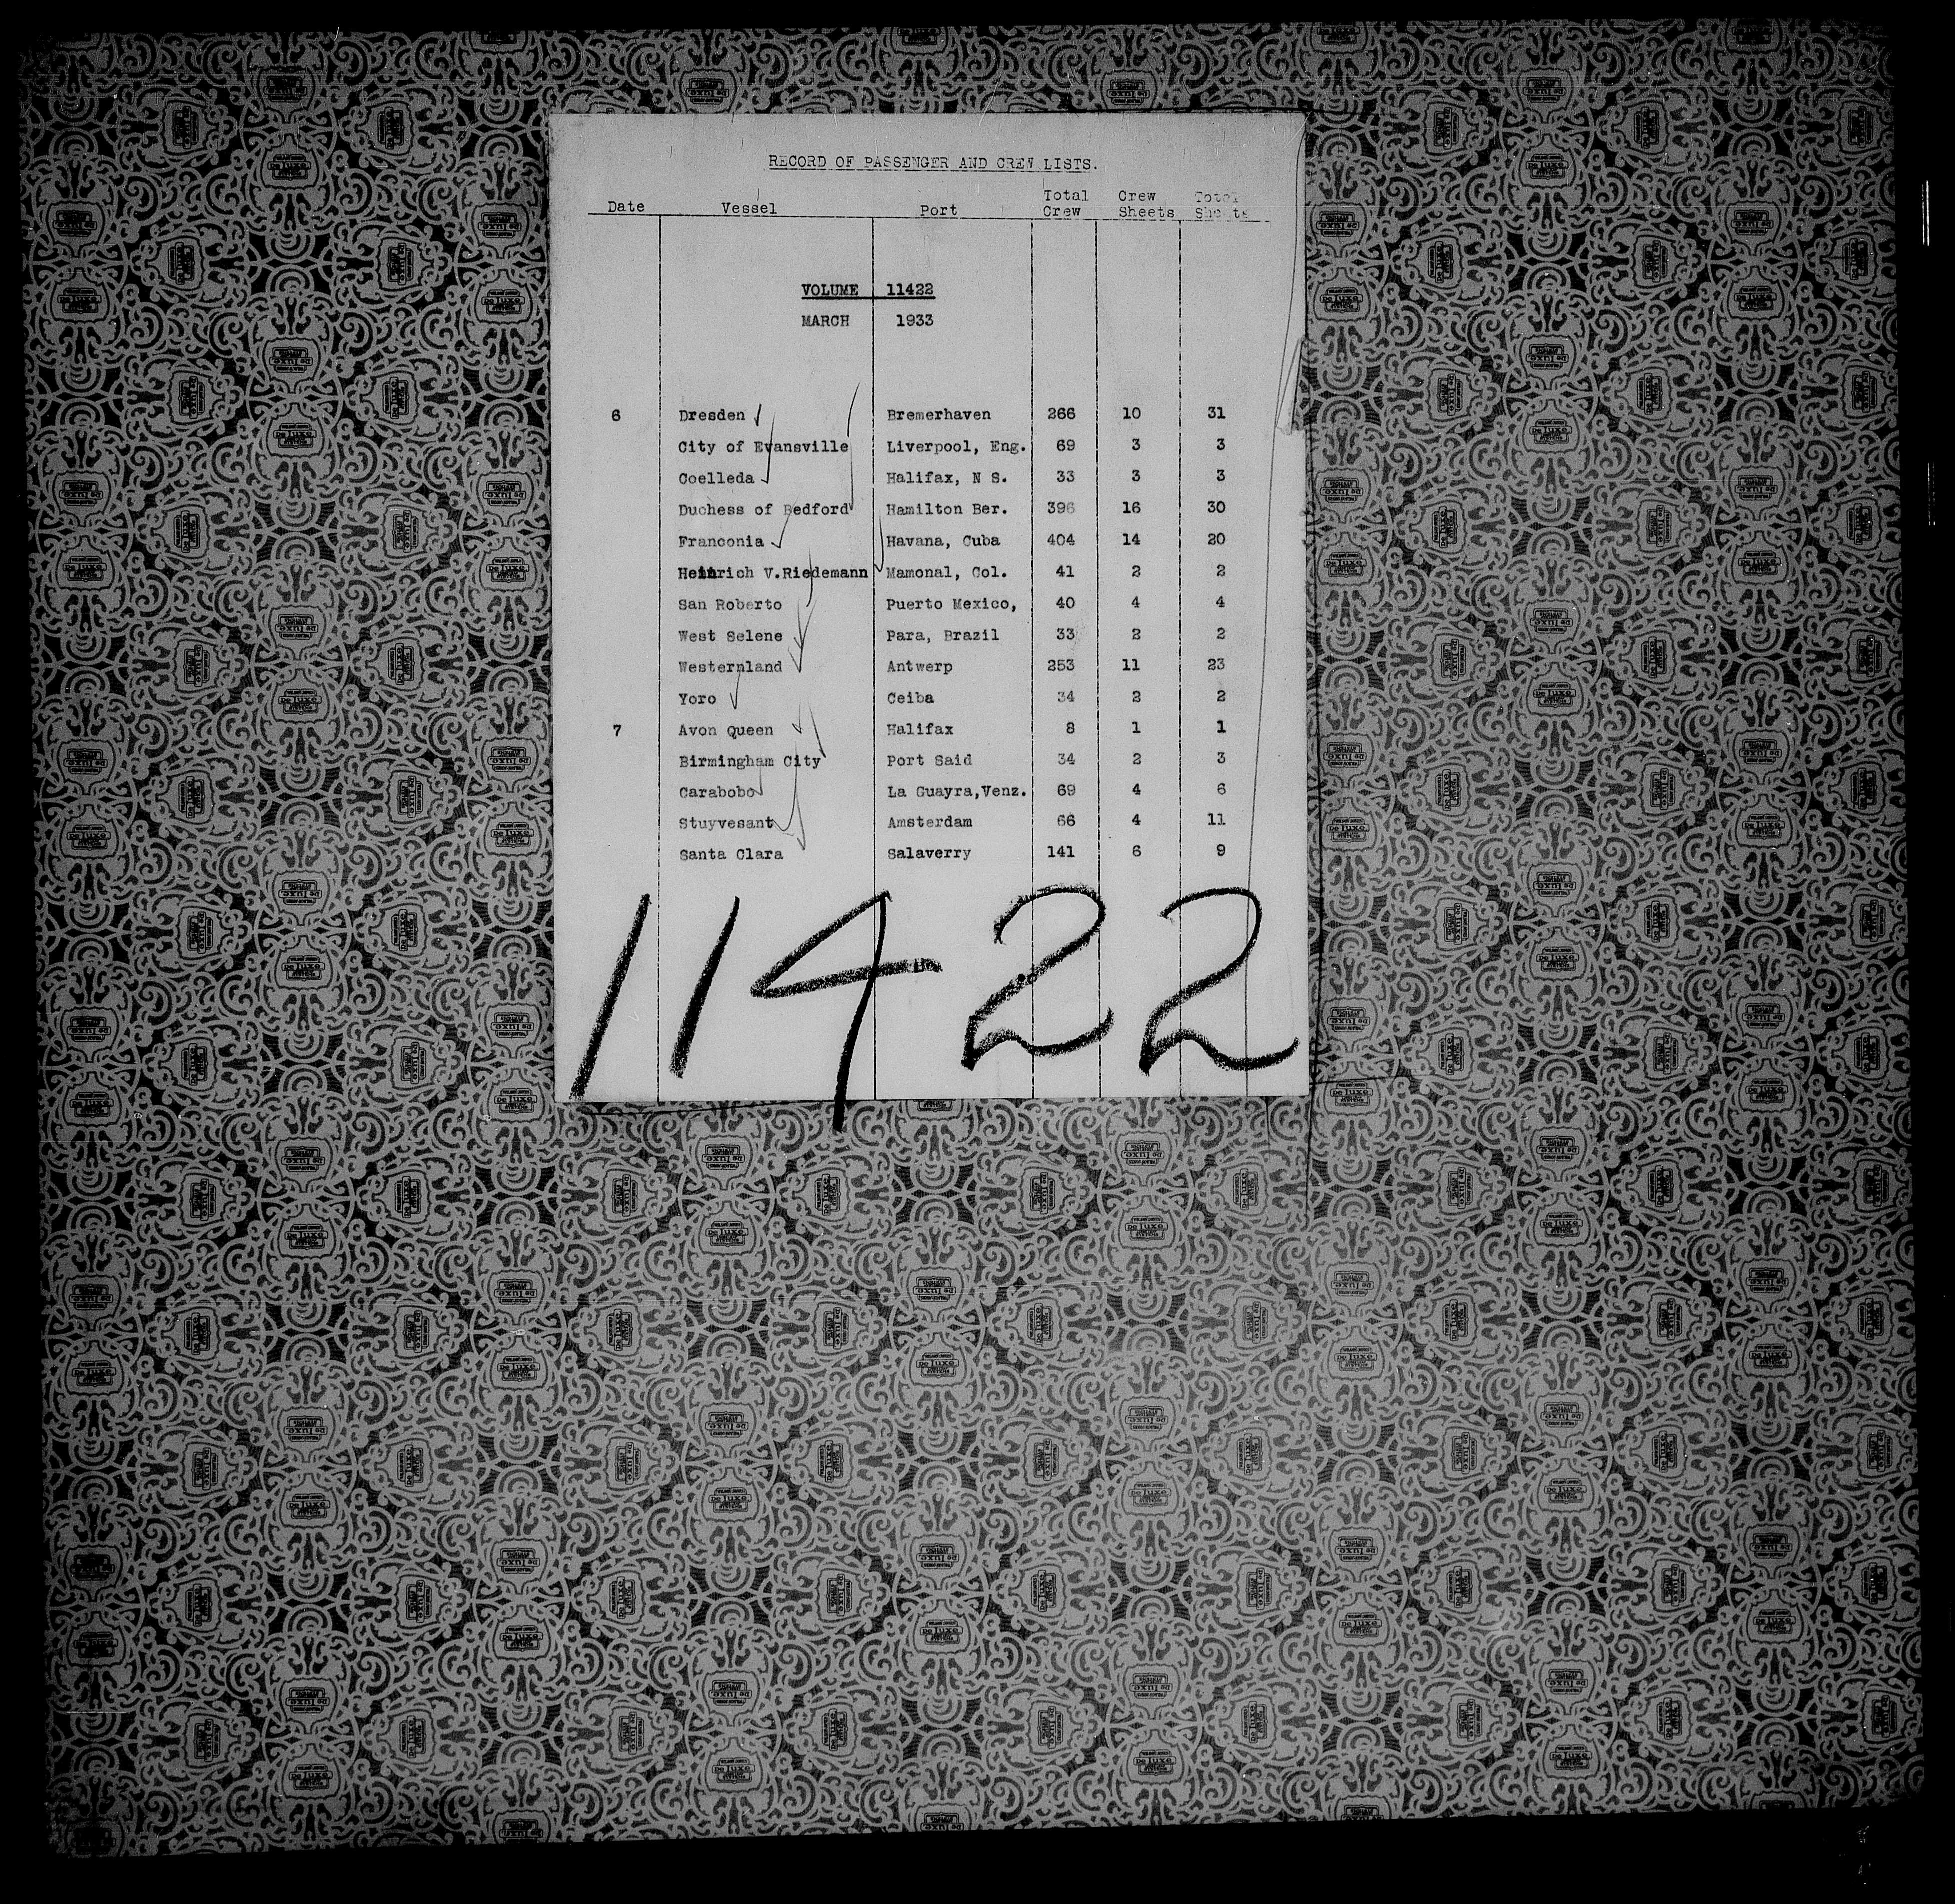 RECORD OF PASSENGER AND CREW LISTS.
Date Vessel Port Total Crew Crew Sheets Total Sheets
VOLUME 11422
MARCH 1933
6 Dresden Bremerhaven 266 10 31
City of Evansville Liverpool, Eng. 69 3 3
Coelleda Halifax, N S. 33 3 3
Duchess of Bedford Hamilton Ber. 396 16 30
Franconia Havana, Cuba 404 14 20
Heinrich V.Riedemann Mamonal, Col. 41 2 2
San Roberto Puerto Mexico, 40 4 4
West Selene Para, Brazil 33 2 2
Westernland Antwerp 253 11 23
Yoro Ceiba 34 2 2
7 Avon Queen Halifax 8 1 1
Birmingham City Port Said 34 2 3
Carabobo La Guayra,Venz. 69 4 6
Stuyvesant Amsterdam 66 4 11
Santa Clara Salaverry 141 6 9
11422
De luxe